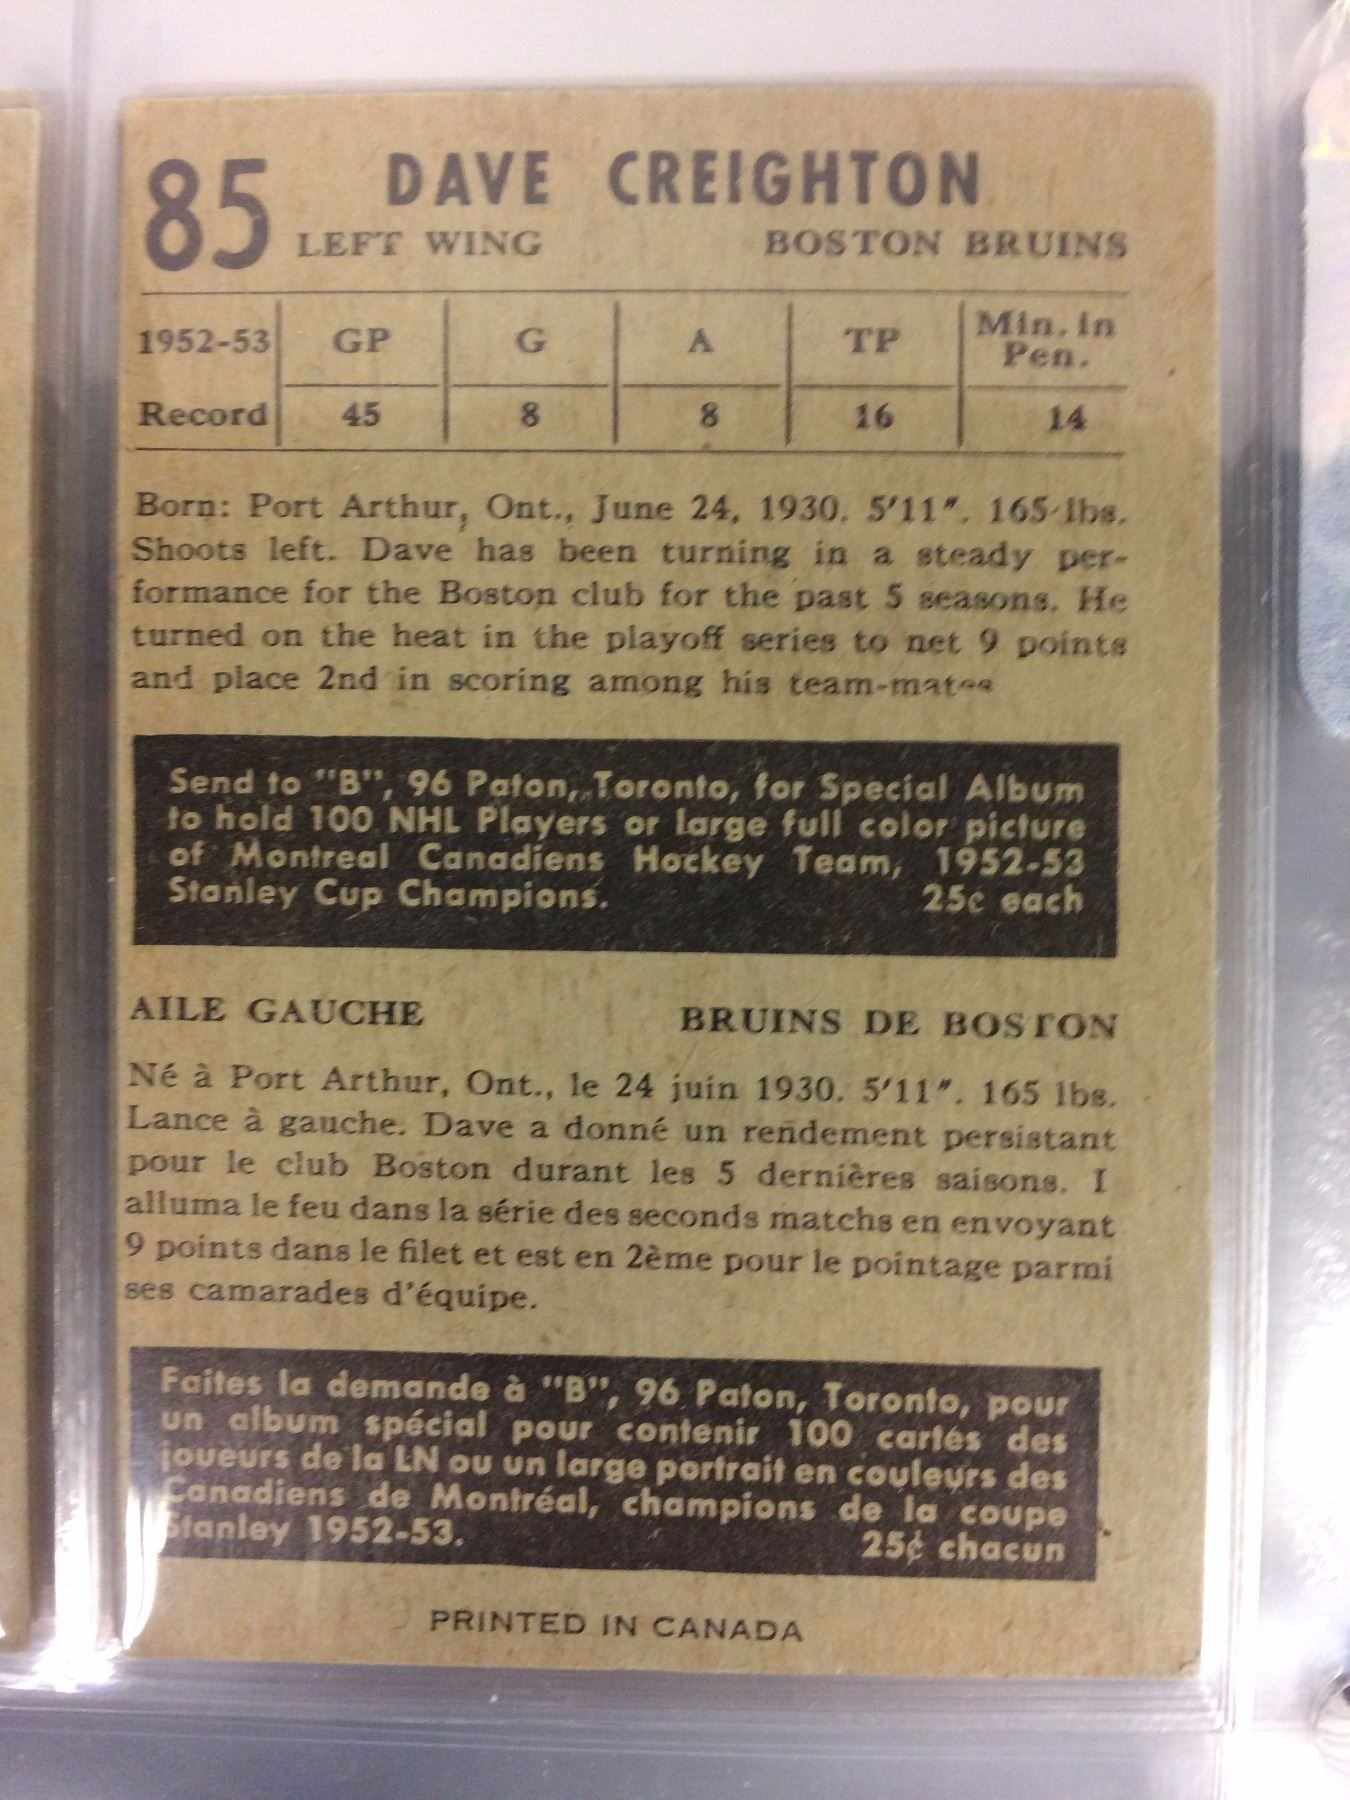 85 DAVE CREIGHTON
LEFT WING BOSTON BRUINS
1952-53 GP G A TP Min. in Pen.
Record 45 8 8 16 14
Born: Port Arthur, Ont., June 24, 1930. 5'11". 165 lbs.
Shoots left. Dave has been turning in a steady per-
formance for the Boston club for the past 5 seasons. He
turned on the heat in the playoff series to net 9 points
and place 2nd in scoring among his team-mates
Send to "B", 96 Paton, Toronto, for Special Album
to hold 100 NHL Players or large full color picture
of Montreal Canadiens Hockey Team, 1952-53
Stanley Cup Champions. 25c each
AILE GAUCHE BRUINS DE BOSTON
Né à Port Arthur, Ont., le 24 juin 1930. 5'11". 165 lbs.
Lance à gauche. Dave a donné un rendement persistant
pour le club Boston durant les 5 dernières saisons. I
alluma le feu dans la série des seconds matchs en envoyant
9 points dans le filet et est en 2ème pour le pointage parmi
ses camarades d'équipe.
Faites la demande à "B", 96 Paton, Toronto, pour
un album spécial pour contenir 100 cartes des
joueurs de la LN ou un large portrait en couleurs des
Canadiens de Montréal, champions de la coupe
Stanley 1952-53. 25¢ chacun
PRINTED IN CANADA